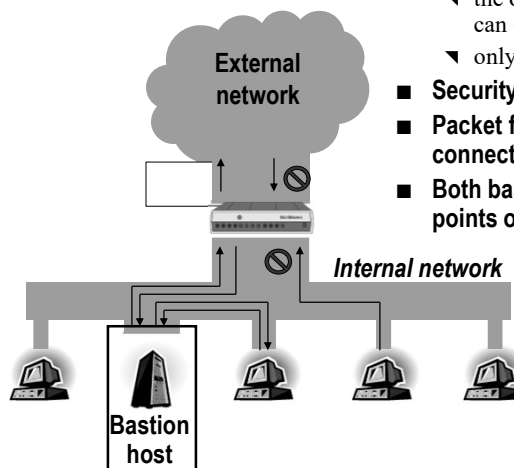 the
can
only
External
network
■ Security
■ Packet f
connect
■ Both ba
points o
Internal network
Bastion
host